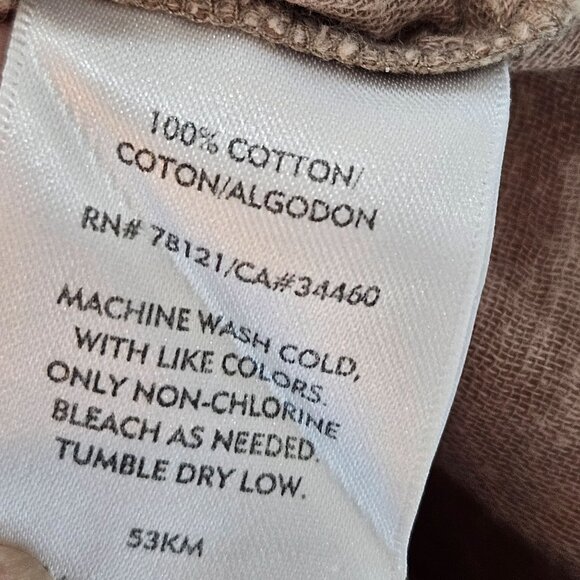 100% COTTON/
COTON/ALGODON
RN# 78121/CA#34460
MACHINE WASH COLD,
WITH LIKE COLORS.
ONLY NON-CHLORINE
BLEACH AS NEEDED.
TUMBLE DRY LOW.
53KM